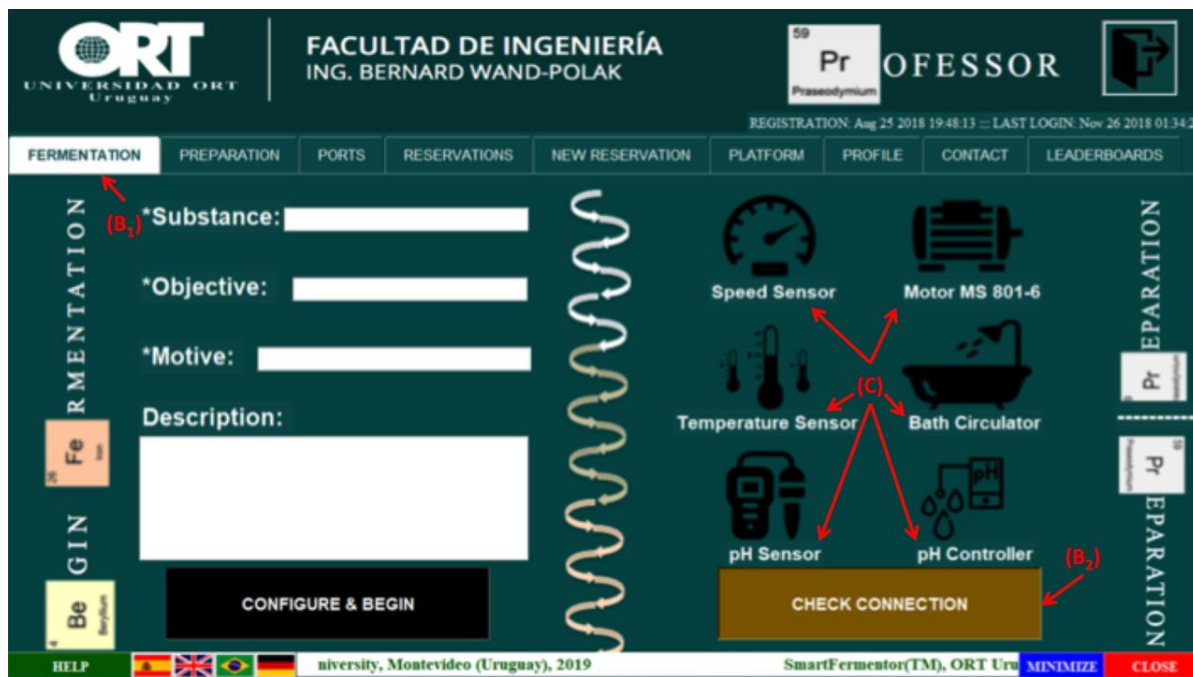 ORT
UNIVERSIDAD ORT
Uruguay
FACULTAD DE INGENIERÍA
ING. BERNARD WAND-POLAK
59
Pr
Praseodymium
OFESSOR
REGISTRATION: Aug 25 2018 19:48:13 ::: LAST LOGIN: Nov 26 2018 01:34:2
FERMENTATION PREPARATION PORTS RESERVATIONS NEW RESERVATION PLATFORM PROFILE CONTACT LEADERBOARDS
(B1)
*Substance:
*Objective:
*Motive:
Description:
CONFIGURE & BEGIN
26
Fe
Iron
RMENTATION
4
Be
Beryllium
GIN
Speed Sensor
Motor MS 801-6
(C)
Temperature Sensor
Bath Circulator
pH
pH Sensor
pH Controller
(B2)
CHECK CONNECTION
Pr
EPARATION
59
Pr
Praseodymium
EPARATION
HELP
niversity, Montevideo (Uruguay), 2019
SmartFermentor(TM), ORT Uru
MINIMIZE
CLOSE